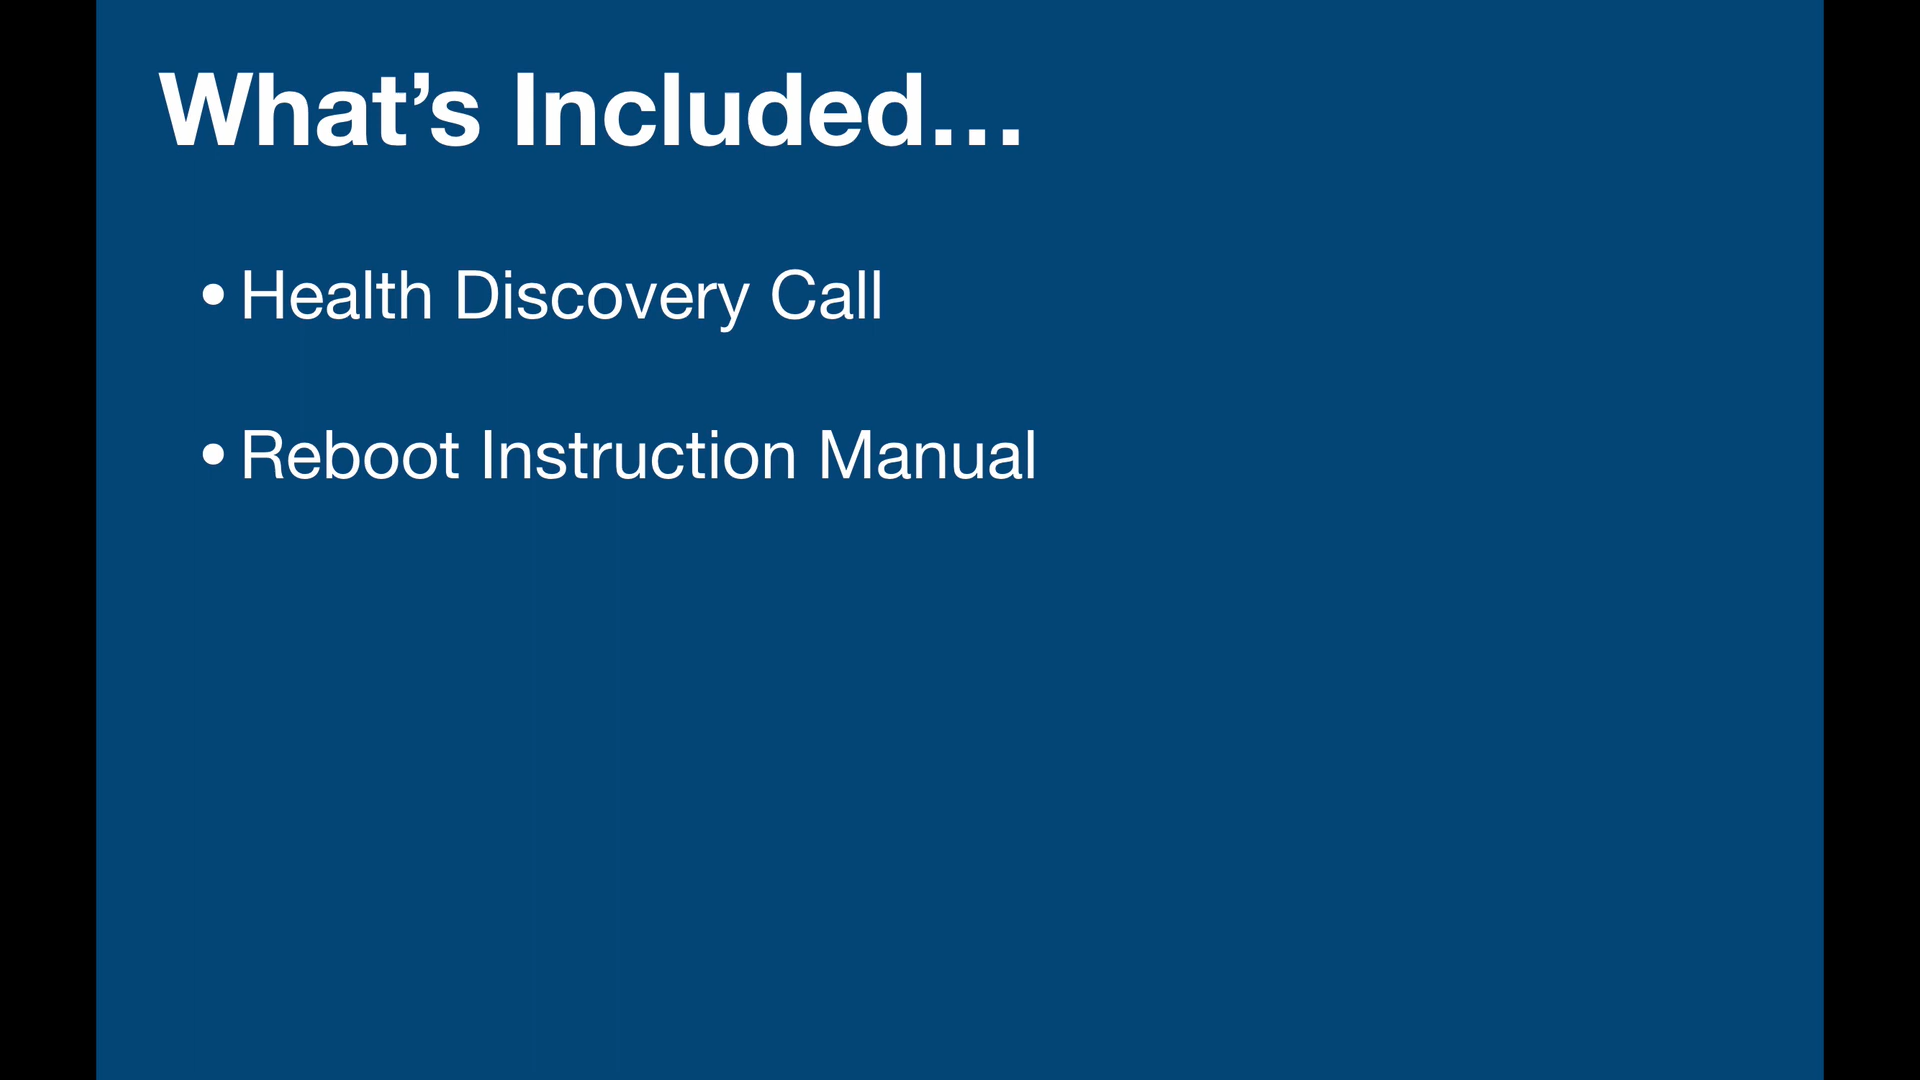 What’s Included…
• Health Discovery Call
• Reboot Instruction Manual